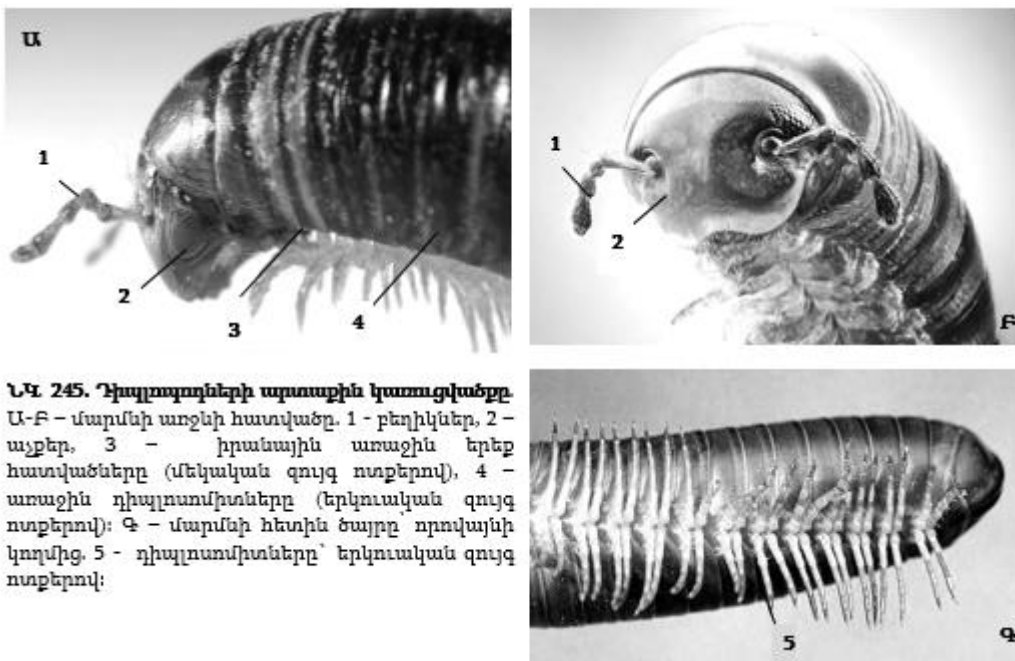 Ա
1
2
3
4
1
2
Բ
ՆԿ. 245. Դիպլոպոդների արտաքին կառուցվածքը.
Ա-Բ – մարմնի առջնի հատվածը. 1 - բեղիկներ, 2 –
աչքեր, 3 – իրանային առաջին երեք
հատվածները (մեկական զույգ ոտքերով), 4 –
առաջին դիպլոսոմիտները (երկուական զույգ
ոտքերով): Գ – մարմնի հետին ծայրը՝ որովայնի
կողմից. 5 - դիպլոսոմիտները՝ երկուական զույգ
ոտքերով:
5
Գ